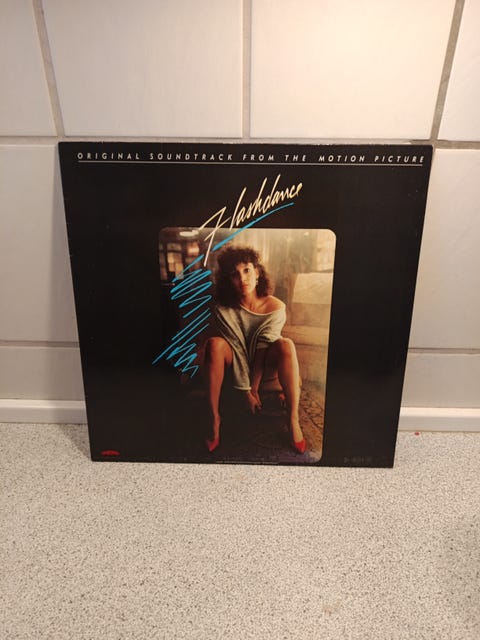 ORIGINAL SOUNDTRACK FROM THE MOTION PICTURE
Flashdance